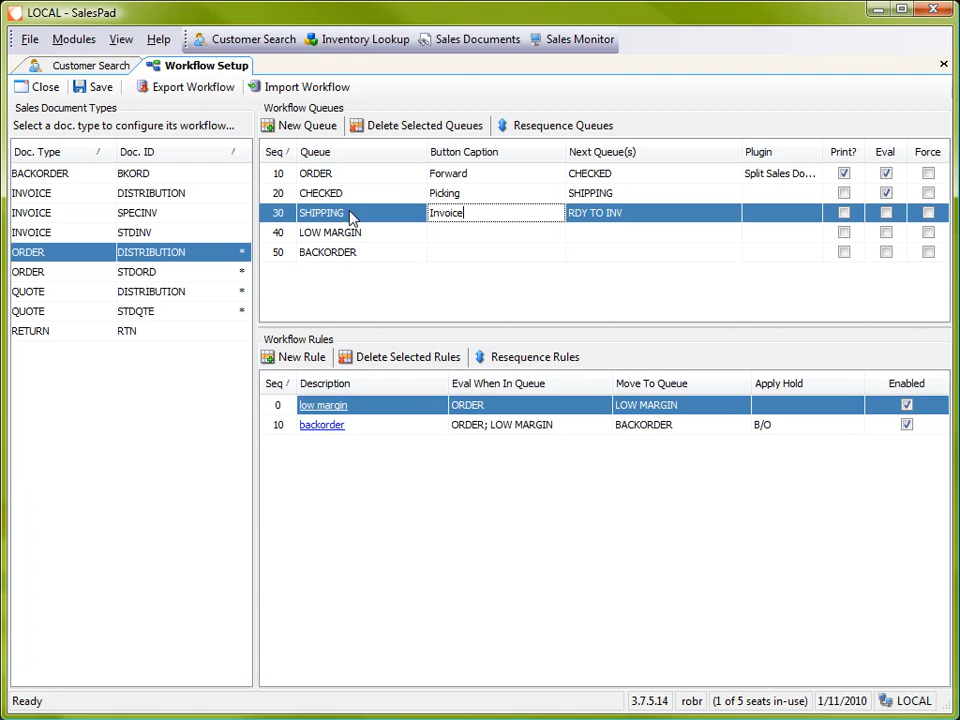 LOCAL - SalesPad
File Modules View Help Customer Search Inventory Lookup Sales Documents Sales Monitor
Customer Search Workflow Setup
Close Save Export Workflow Import Workflow
Sales Document Types
Select a doc. type to configure its workflow...
Doc. Type Doc. ID
BACKORDER BKORD
INVOICE DISTRIBUTION
INVOICE SPECINV
INVOICE STDINV
ORDER DISTRIBUTION *
ORDER STDORD *
QUOTE DISTRIBUTION *
QUOTE STDQTE *
RETURN RTN
Workflow Queues
New Queue Delete Selected Queues Resequence Queues
Seq Queue Button Caption Next Queue(s) Plugin Print? Eval Force
10 ORDER Forward CHECKED Split Sales Do...
20 CHECKED Picking SHIPPING
30 SHIPPING Invoice RDY TO INV
40 LOW MARGIN
50 BACKORDER
Workflow Rules
New Rule Delete Selected Rules Resequence Rules
Seq Description Eval When In Queue Move To Queue Apply Hold Enabled
0 low margin ORDER LOW MARGIN
10 backorder ORDER; LOW MARGIN BACKORDER B/O
Ready 3.7.5.14 robr (1 of 5 seats in-use) 1/11/2010 LOCAL